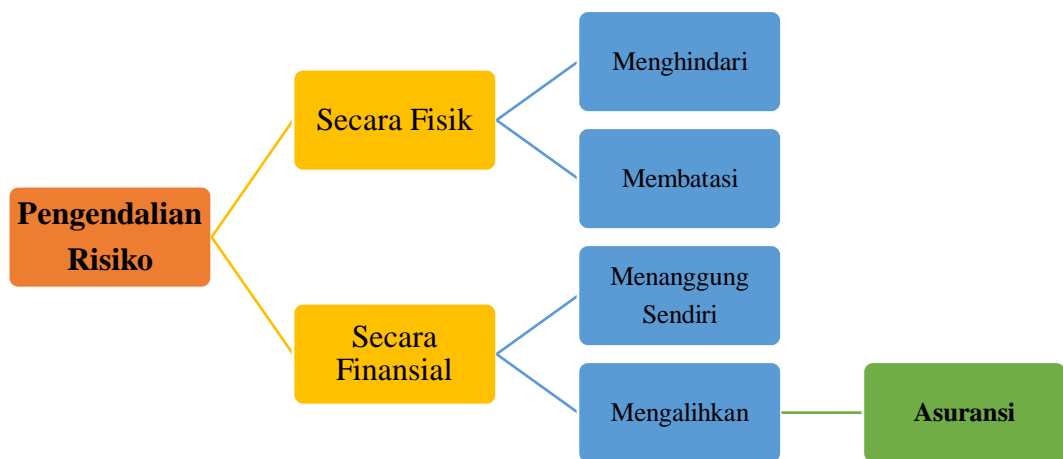 Pengendalian
Risiko
Secara Fisik
Menghindari
Membatasi
Secara
Finansial
Menanggung
Sendiri
Mengalihkan
Asuransi